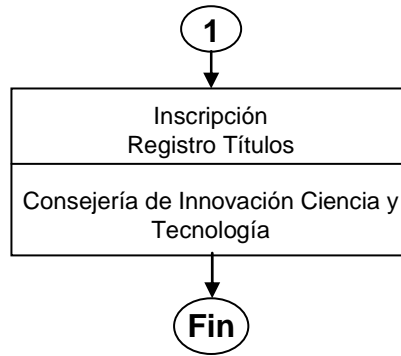 1
Inscripción
Registro Títulos
Consejería de Innovación Ciencia y
Tecnología
Fin